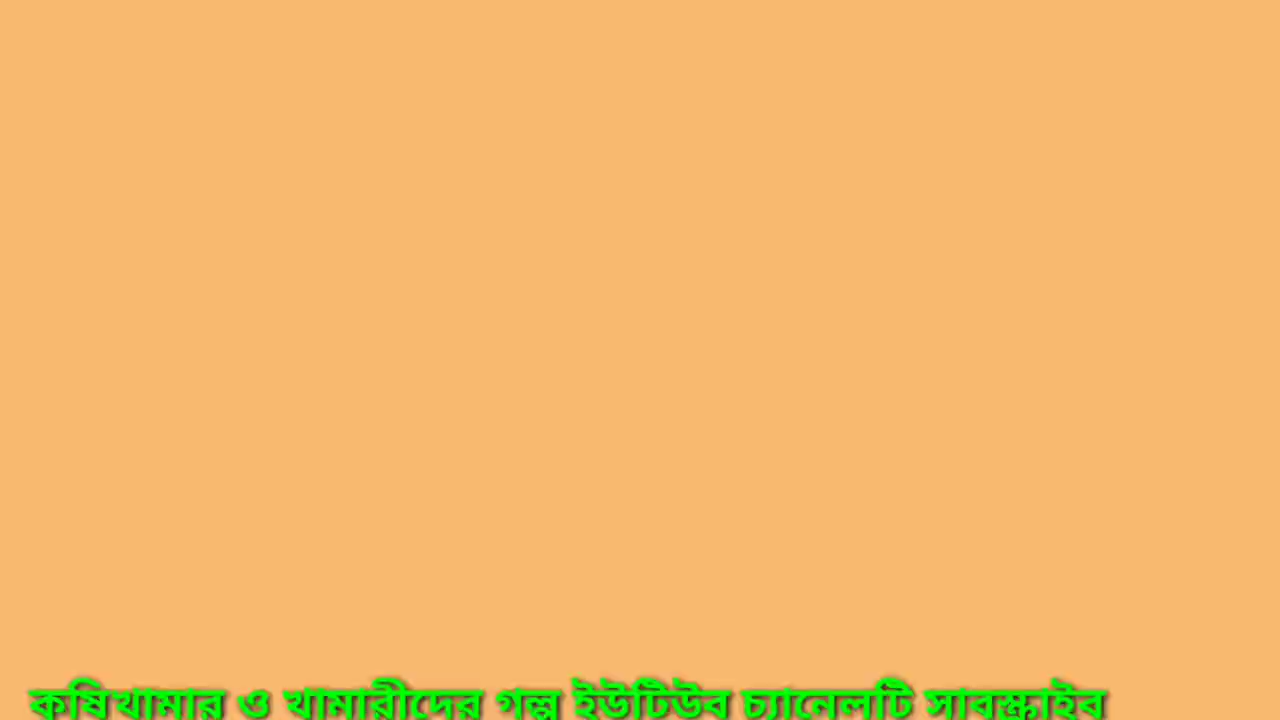 কৃষিখামার ও খামারীদের গল্প ইউটিউব চ্যানেলটি সাবস্ক্রাইব